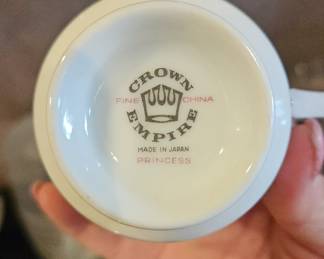 CROWN
FINE CHINA
EMPIRE
MADE IN JAPAN
PRINCESS